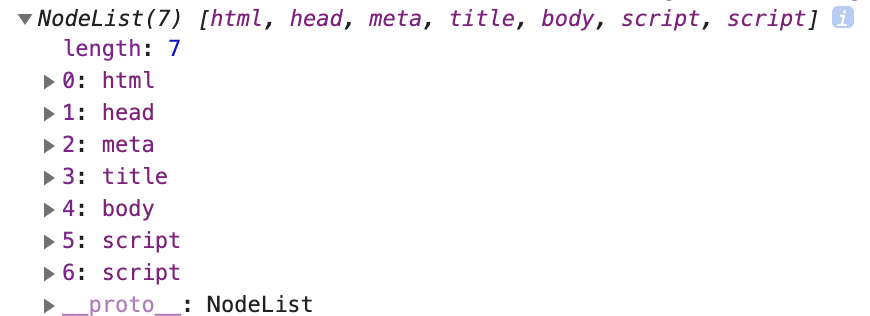 ▼NodeList(7) [html, head, meta, title, body, script, script] i
length: 7
▶0: html
▶1: head
▶2: meta
▶3: title
▶4: body
▶5: script
▶6: script
▶__proto__: NodeList